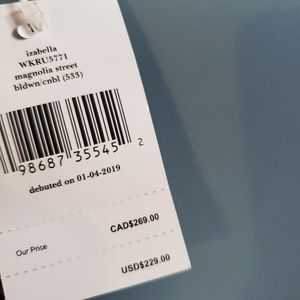 izabella
WKRU5771
magnolia street
bldwn/cnbl (533)
98687 35545 2
debuted on 01-04-2019
CAD$269.00
Our Price
USD$229.00